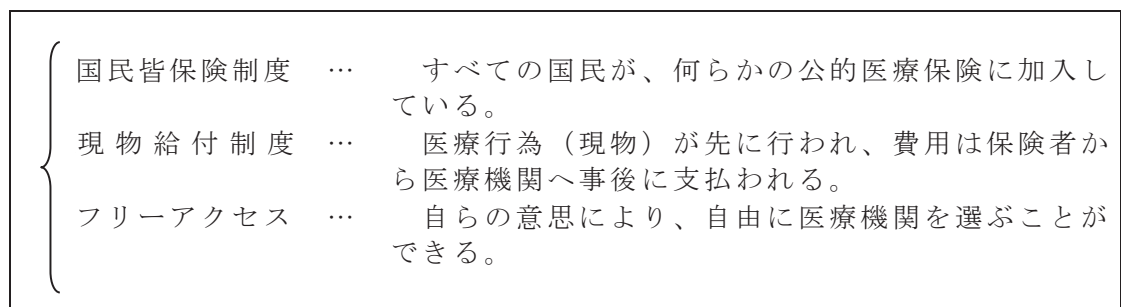 国民皆保険制度 … すべての国民が、何らかの公的医療保険に加入し
ている。
現物給付制度 … 医療行為（現物）が先に行われ、費用は保険者か
ら医療機関へ事後に支払われる。
フリーアクセス … 自らの意思により、自由に医療機関を選ぶことが
できる。